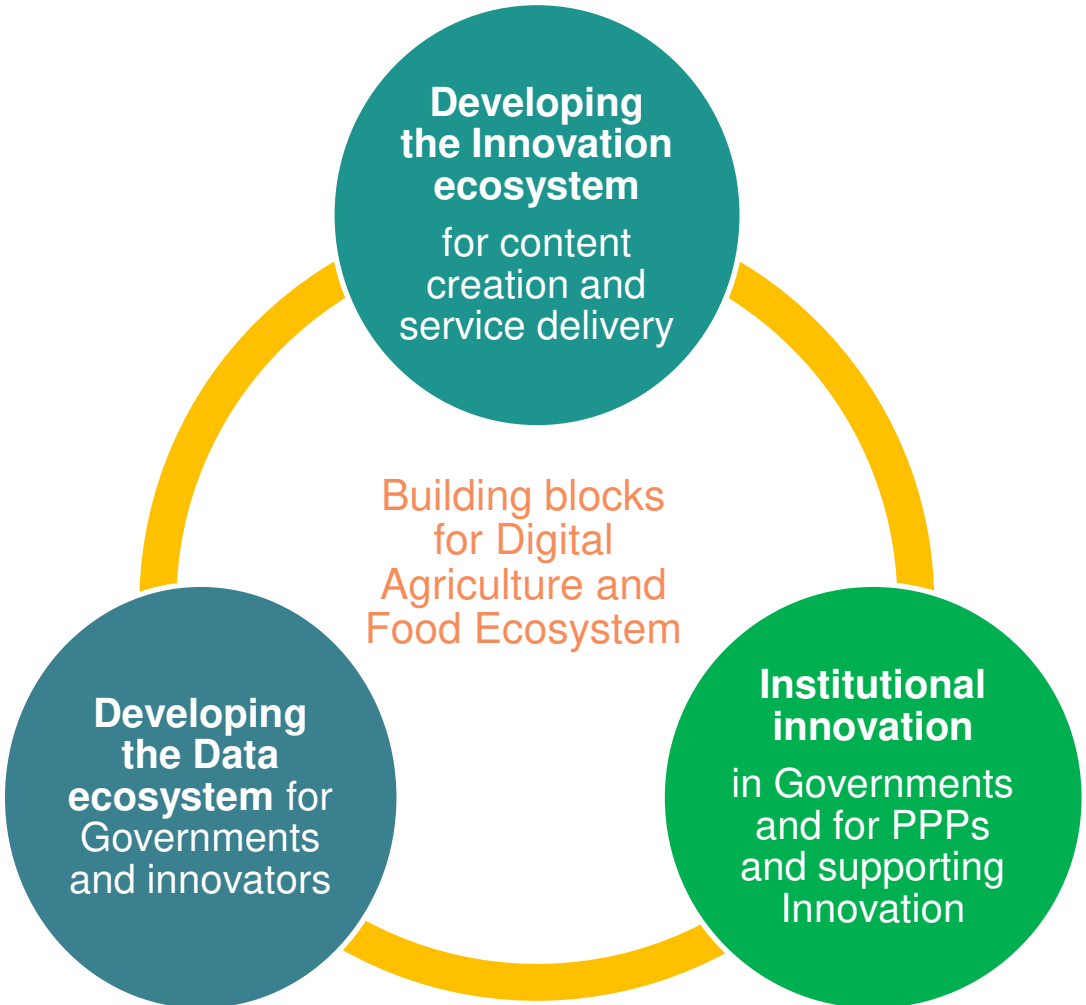 Developing
the Innovation
ecosystem
for content
creation and
service delivery
Building blocks
for Digital
Agriculture and
Food Ecosystem
Developing
the Data
ecosystem for
Governments
and innovators
Institutional
innovation
in Governments
and for PPPs
and supporting
Innovation